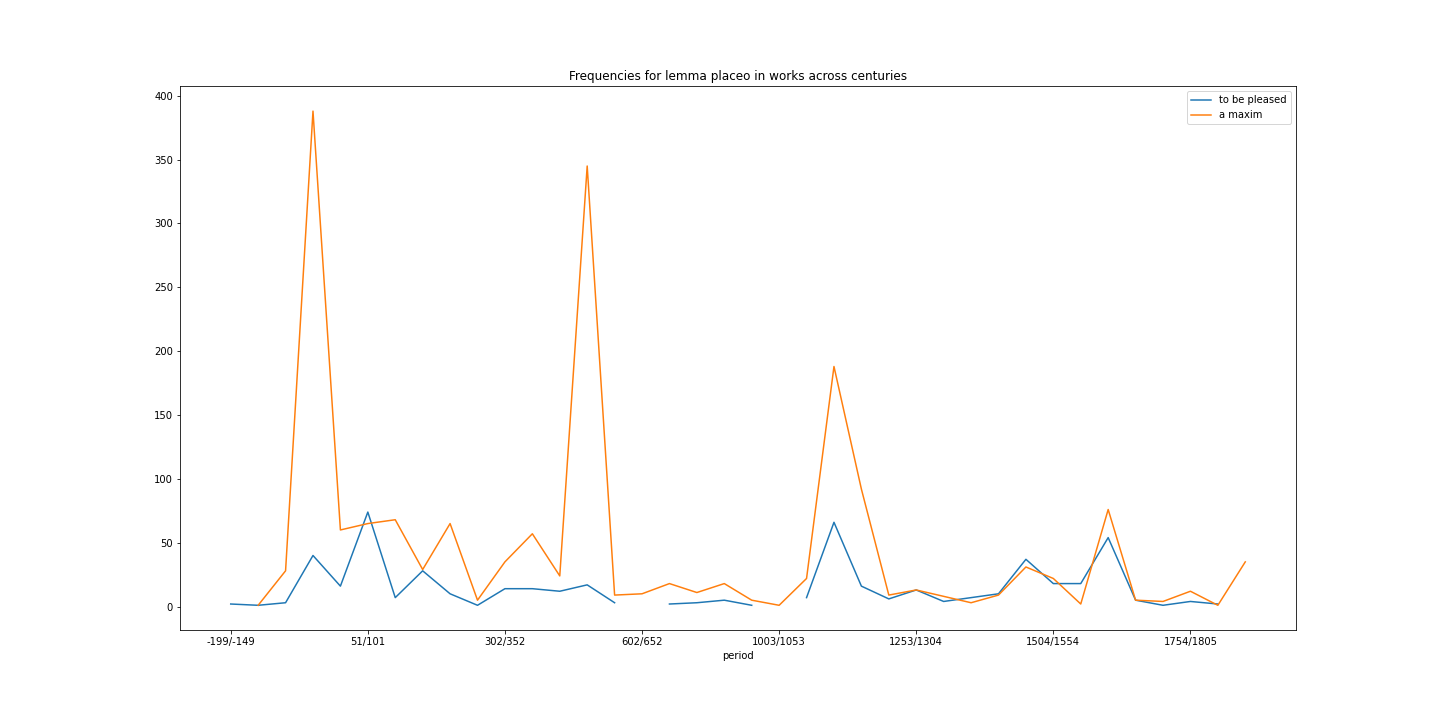 Frequencies for lemma placeo in works across centuries
to be pleased
a maxim
400
350
300
250
200
150
100
50
0
-199/-149 51/101 302/352 602/652 1003/1053 1253/1304 1504/1554 1754/1805
period